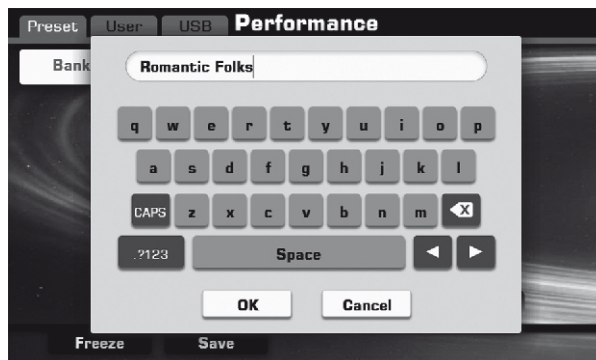 Preset User USB Performance
Bank
Romantic Folks
q w e r t y u i o p
a s d f g h j k l
CAPS z x c v b n m
.?123 Space
OK Cancel
Freeze Save